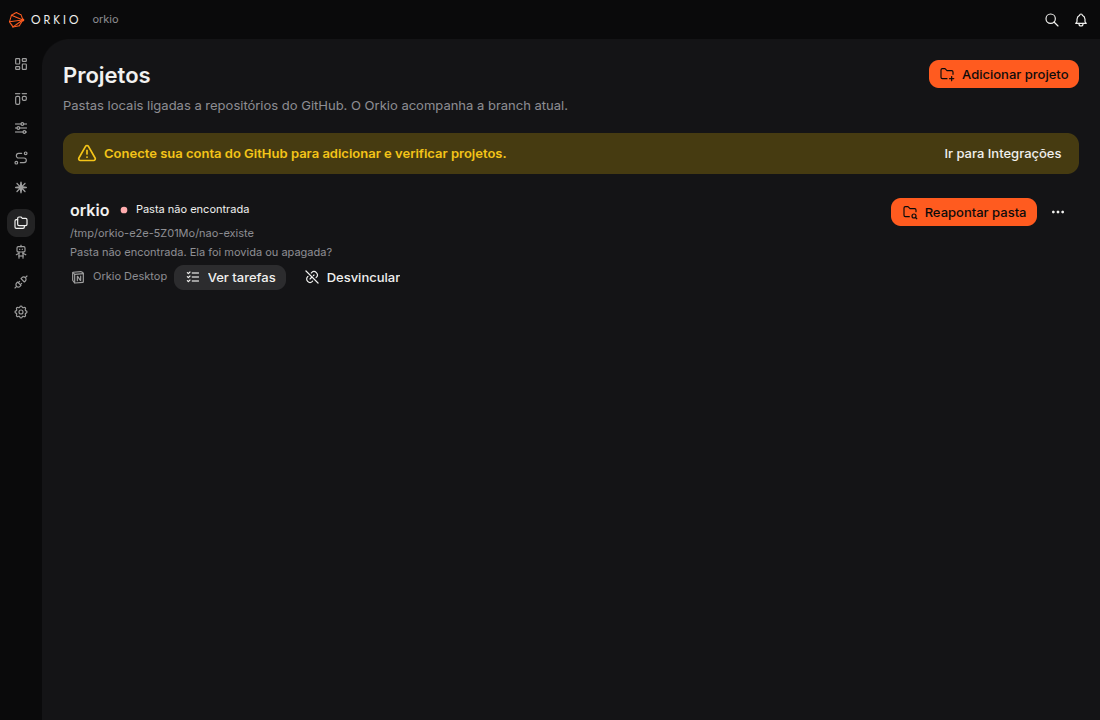 ORKIO orkio
Projetos
Adicionar projeto
Pastas locais ligadas a repositórios do GitHub. O Orkio acompanha a branch atual.
Conecte sua conta do GitHub para adicionar e verificar projetos.
Ir para Integrações
orkio Pasta não encontrada
Reapontar pasta
/tmp/orkio-e2e-5Z01Mo/nao-existe
Pasta não encontrada. Ela foi movida ou apagada?
Orkio Desktop Ver tarefas Desvincular